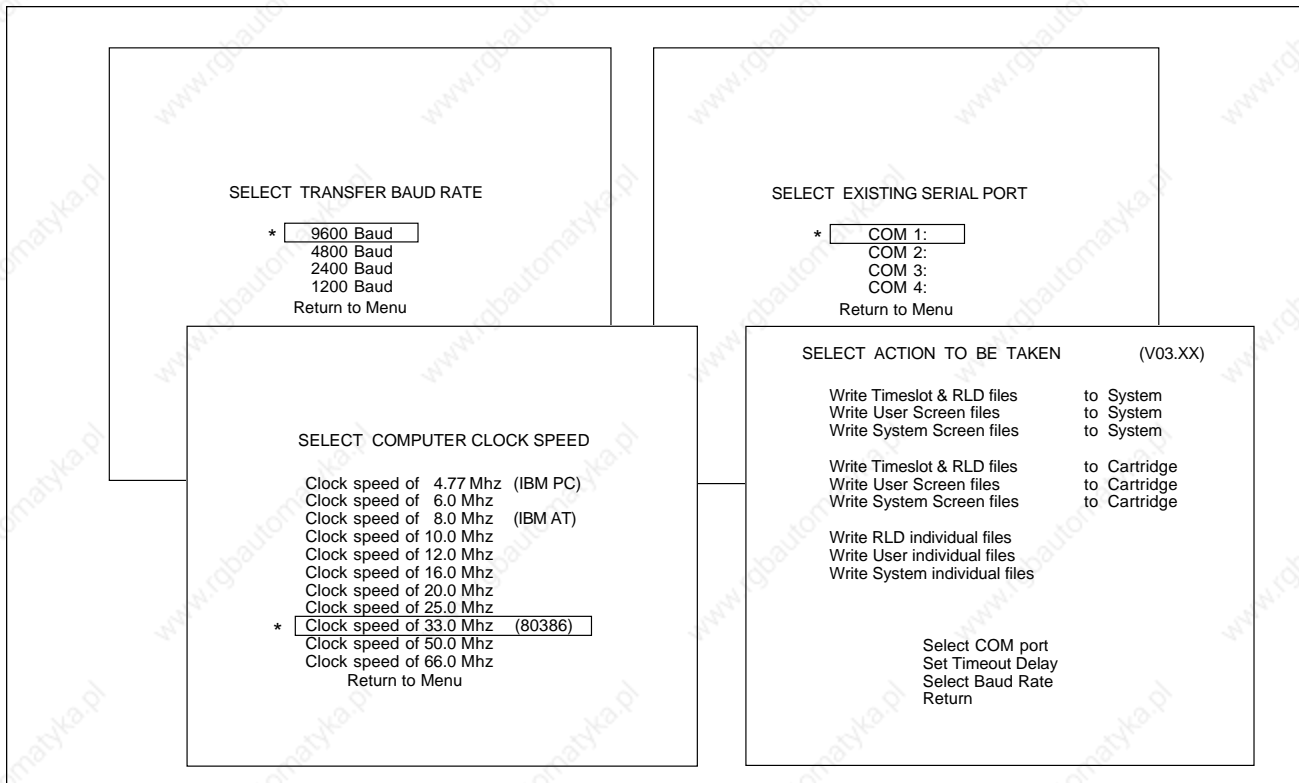 SELECT TRANSFER BAUD RATE
* 9600 Baud
4800 Baud
2400 Baud
1200 Baud
Return to Menu
SELECT EXISTING SERIAL PORT
* COM 1:
COM 2:
COM 3:
COM 4:
Return to Menu
SELECT COMPUTER CLOCK SPEED
Clock speed of 4.77 Mhz (IBM PC)
Clock speed of 6.0 Mhz
Clock speed of 8.0 Mhz (IBM AT)
Clock speed of 10.0 Mhz
Clock speed of 12.0 Mhz
Clock speed of 16.0 Mhz
Clock speed of 20.0 Mhz
Clock speed of 25.0 Mhz
* Clock speed of 33.0 Mhz (80386)
Clock speed of 50.0 Mhz
Clock speed of 66.0 Mhz
Return to Menu
SELECT ACTION TO BE TAKEN (V03.XX)
Write Timeslot & RLD files to System
Write User Screen files to System
Write System Screen files to System
Write Timeslot & RLD files to Cartridge
Write User Screen files to Cartridge
Write System Screen files to Cartridge
Write RLD individual files
Write User individual files
Write System individual files
Select COM port
Set Timeout Delay
Select Baud Rate
Return
www.rgbautomatyka.pl